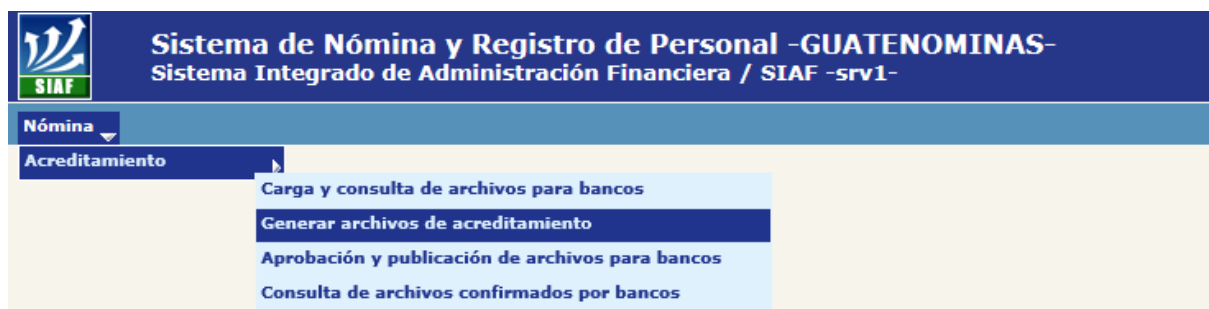 SIAF
Sistema de Nómina y Registro de Personal -GUATENOMINAS-
Sistema Integrado de Administración Financiera / SIAF -srv1-
Nómina
Acreditamiento
Carga y consulta de archivos para bancos
Generar archivos de acreditamiento
Aprobación y publicación de archivos para bancos
Consulta de archivos confirmados por bancos